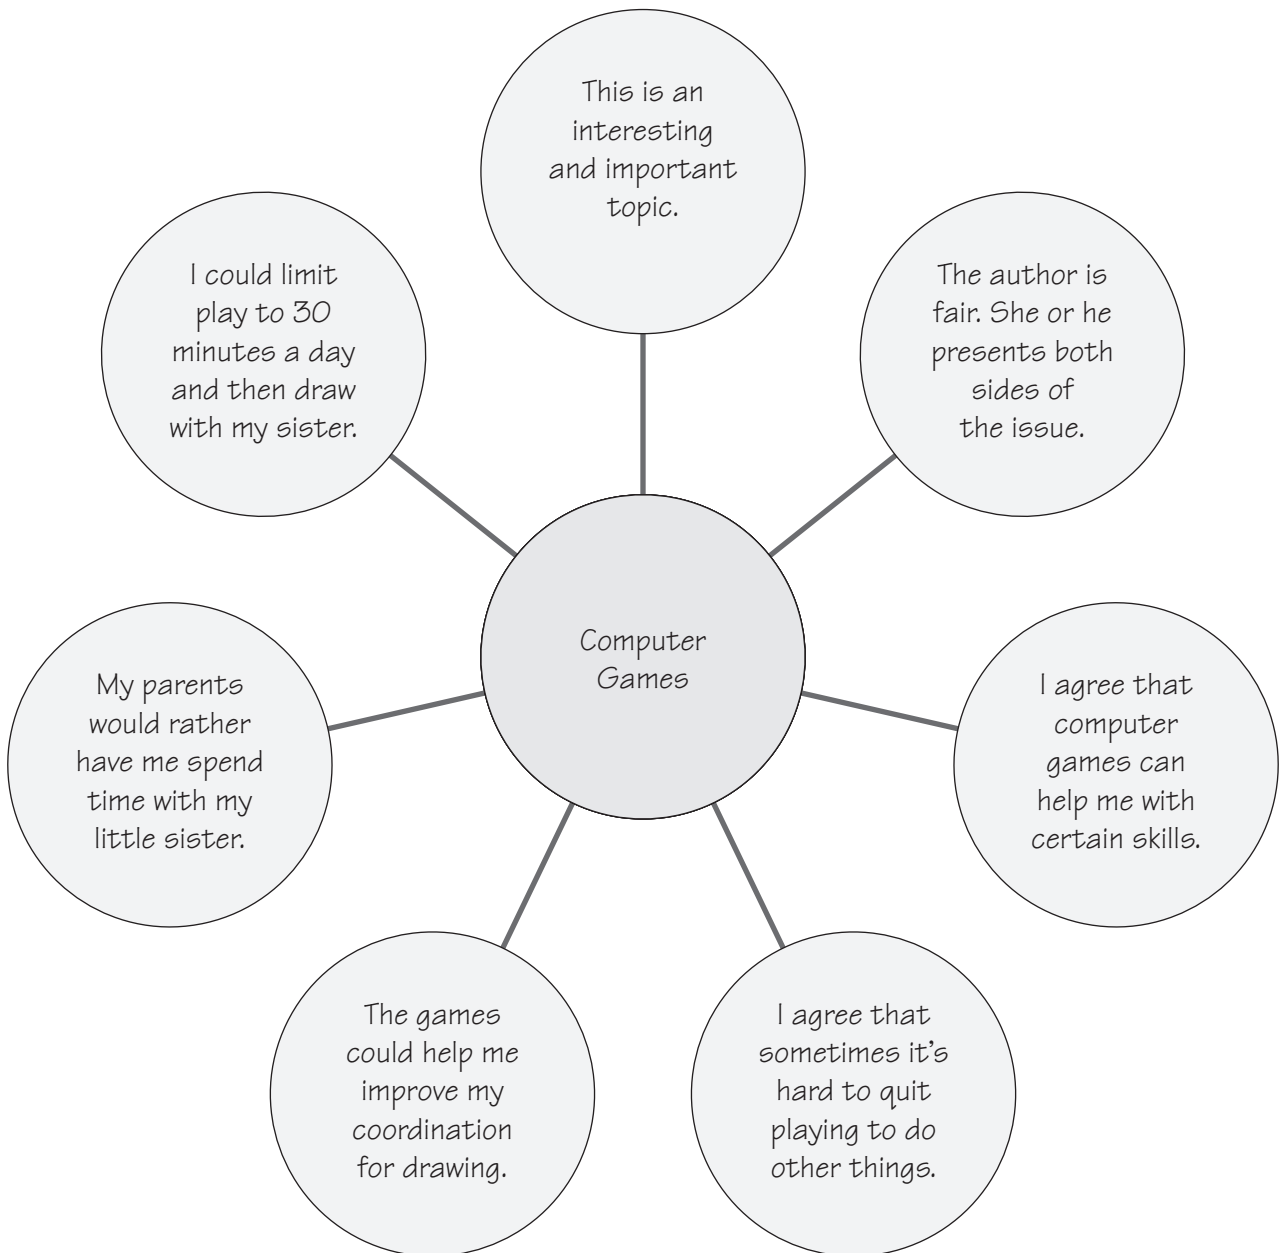 This is an
interesting
and important
topic.
The author is
fair. She or he
presents both
sides of
the issue.
I agree that
computer
games can
help me with
certain skills.
I agree that
sometimes it's
hard to quit
playing to do
other things.
The games
could help me
improve my
coordination
for drawing.
My parents
would rather
have me spend
time with my
little sister.
I could limit
play to 30
minutes a day
and then draw
with my sister.
Computer
Games